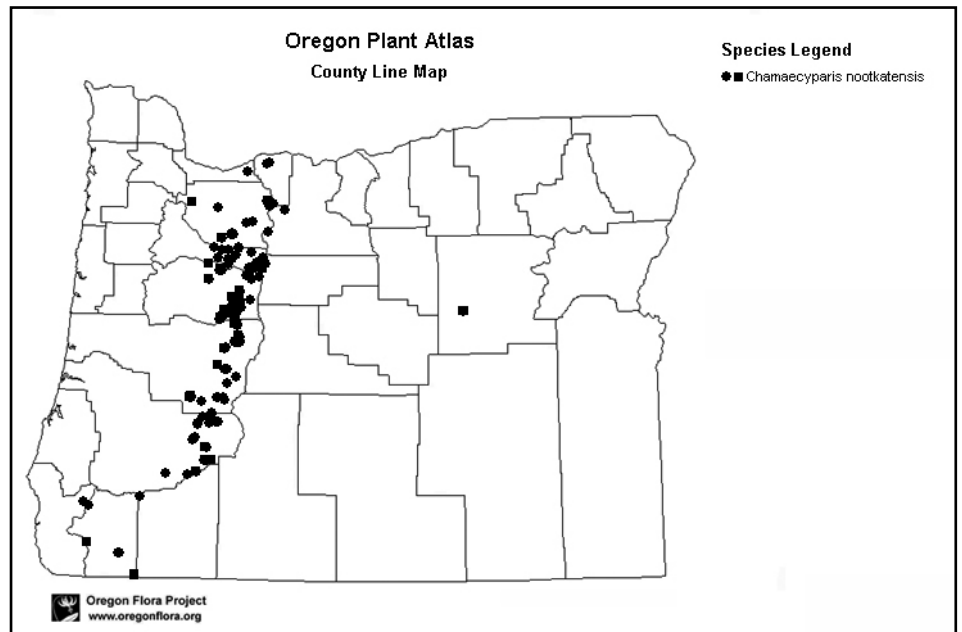 Oregon Plant Atlas
County Line Map
Species Legend
Chamaecyparis nootkatensis
Oregon Flora Project
www.oregonflora.org